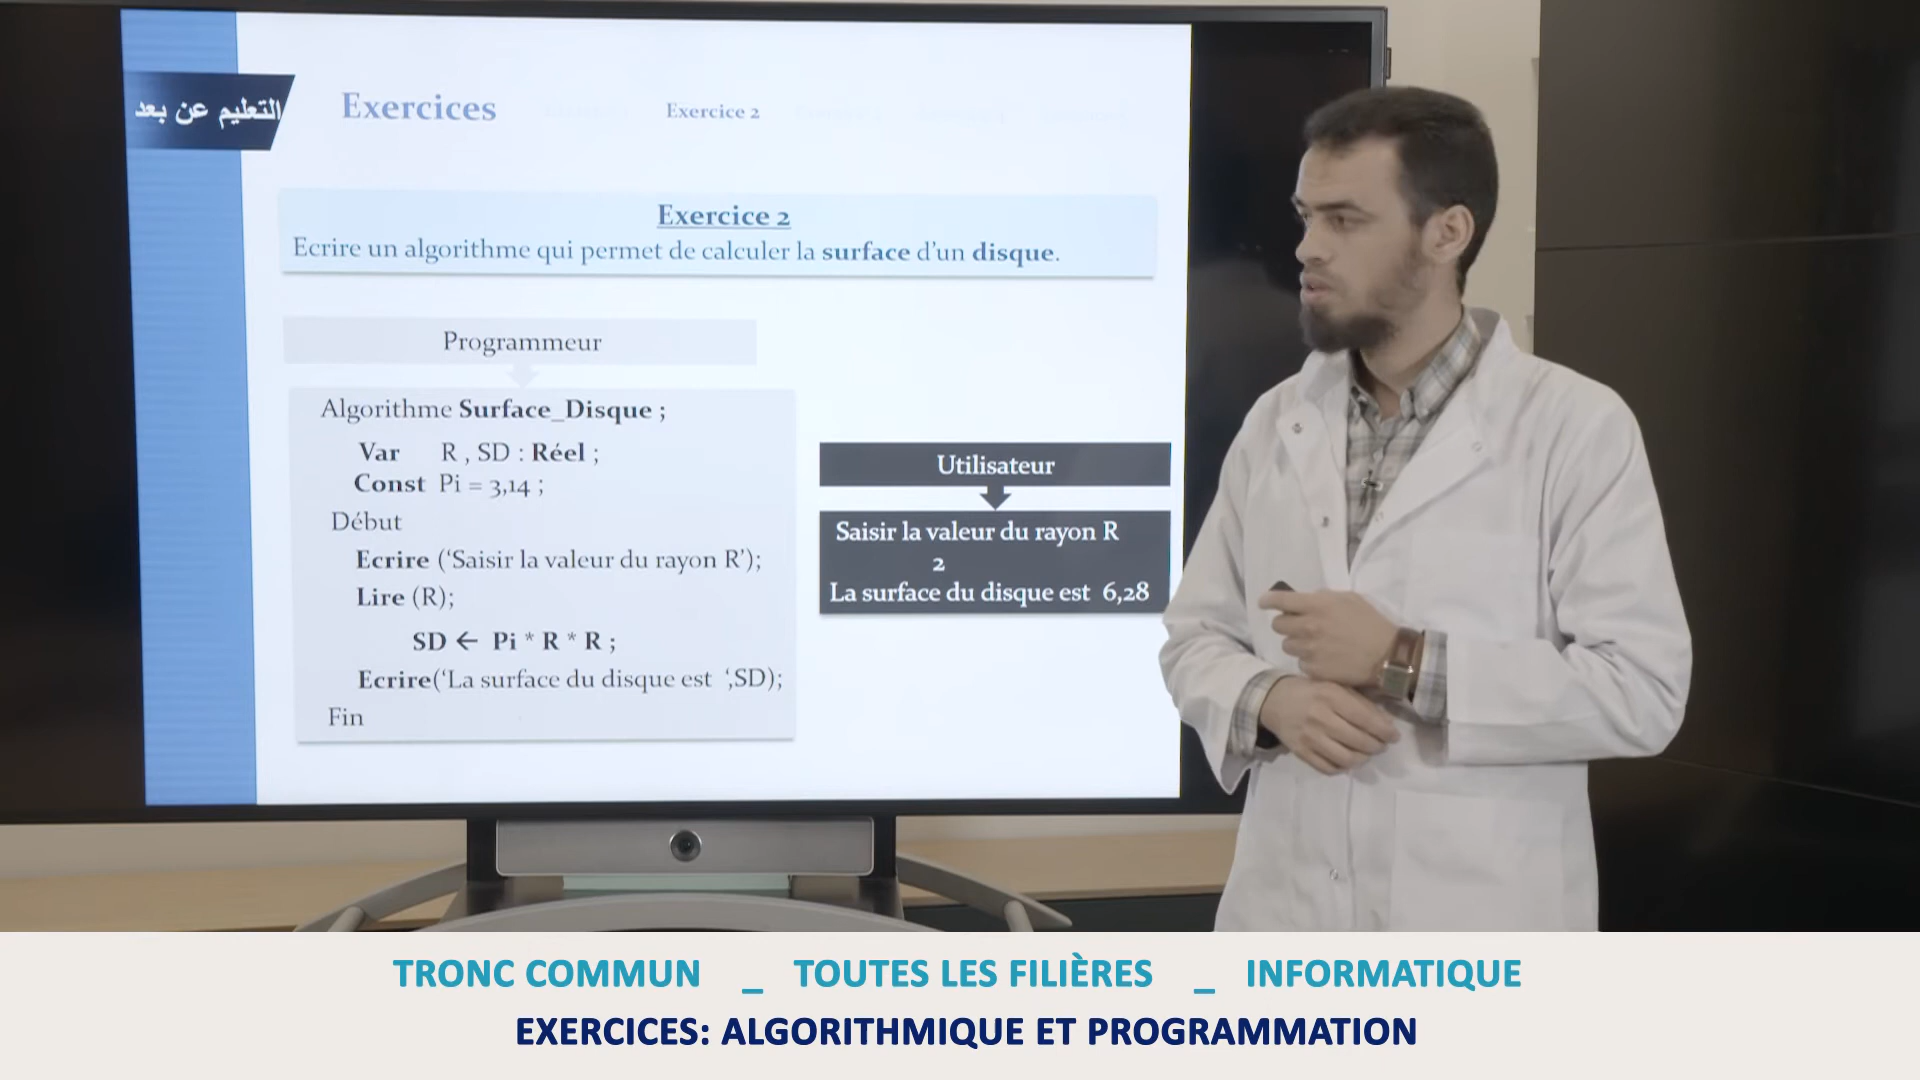 التعليم عن بعد
Exercices
Exercice 2
Exercice 2
Ecrire un algorithme qui permet de calculer la surface d'un disque.
Programmeur
Algorithme Surface_Disque ;
Var R , SD : Réel ;
Const Pi = 3,14 ;
Début
Ecrire (‘Saisir la valeur du rayon R’);
Lire (R);
SD ← Pi * R * R ;
Ecrire(‘La surface du disque est ‘,SD);
Fin
Utilisateur
Saisir la valeur du rayon R
2
La surface du disque est 6,28
TRONC COMMUN _ TOUTES LES FILIÈRES _ INFORMATIQUE
EXERCICES: ALGORITHMIQUE ET PROGRAMMATION